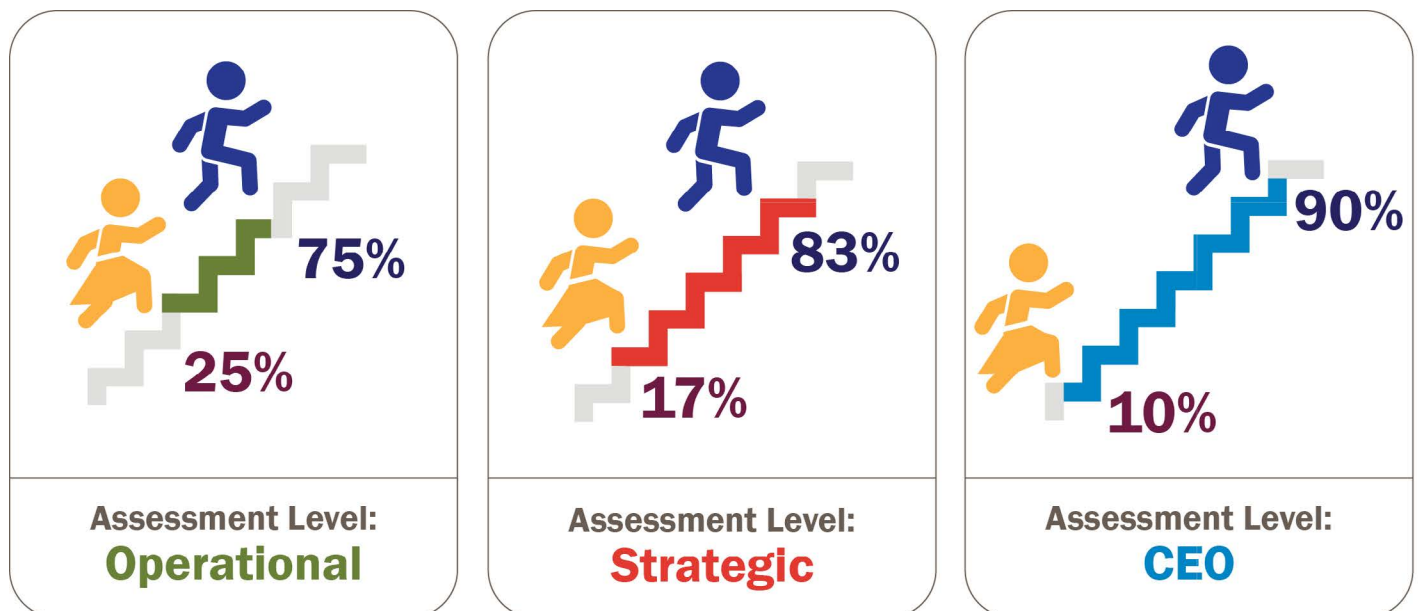 75%
25%
Assessment Level:
Operational
83%
17%
Assessment Level:
Strategic
90%
10%
Assessment Level:
CEO